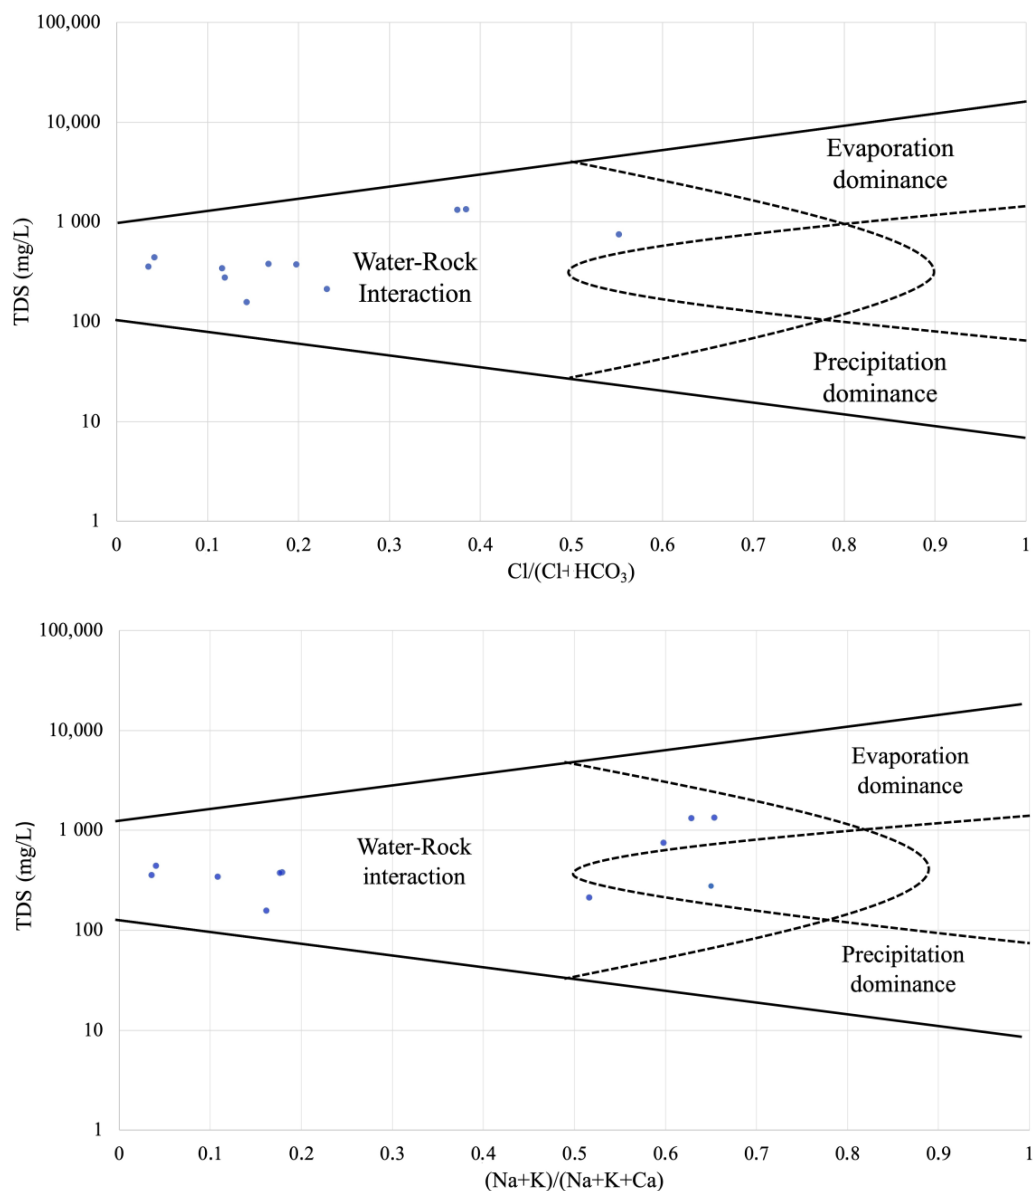 100,000
10,000
1 000
100
10
1
TDS (mg/L)
Evaporation
dominance
Water-Rock
Interaction
Precipitation
dominance
0 0.1 0.2 0.3 0.4 0.5 0.6 0.7 0.8 0.9 1
Cl/(Cl+HCO₃)
100,000
10,000
1 000
100
10
1
TDS (mg/L)
Evaporation
dominance
Water-Rock
interaction
Precipitation
dominance
0 0.1 0.2 0.3 0.4 0.5 0.6 0.7 0.8 0.9 1
(Na+K)/(Na+K+Ca)